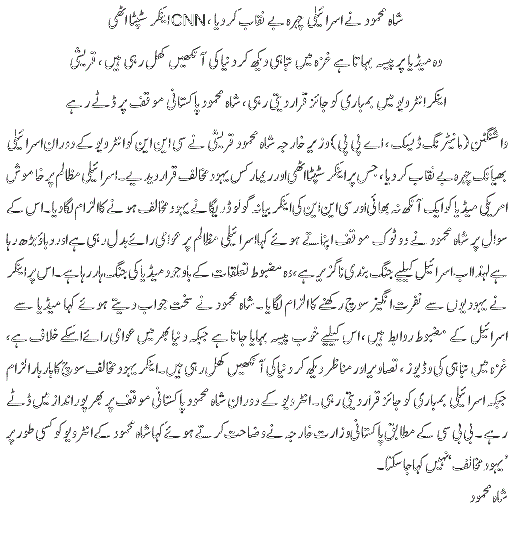 شاہ محمود نے اسرائیلی چہرہ بے نقاب کر دیا، CNN اینکر سٹپٹا اٹھی
وہ میڈیا پر پیسہ بہاتا ہے غزہ میں تباہی دیکھ کر دنیا کی آنکھیں کھل رہی ہیں، قریشی
اینکر انٹرویو میں بمباری کو جائز قرار دیتی رہی، شاہ محمود پاکستانی موقف پر ڈٹے رہے
واشنگٹن (مانیٹرنگ ڈیسک، اے پی پی) وزیر خارجہ شاہ محمود قریشی نے سی این این کو انٹرویو کے دوران اسرائیلی
بھیانک چہرہ بے نقاب کر دیا، جس پر اینکر سٹپٹا اٹھی اور ریمارکس یہود مخالف قرار دیدیے۔ اسرائیلی مظالم پر خاموش
امریکی میڈیا کو ایک آنکھ نہ بھائی اور سی این این کی اینکر بیانہ گولوڈریگا نے یہود مخالف ہونے کا الزام لگا دیا۔ اس کے
سوال پر شاہ محمود نے دوٹوک موقف اپناتے ہوئے کہا اسرائیلی مظالم پر عوامی رائے بدل رہی ہے اور دباؤ بڑھ رہا
ہے لہٰذا اب اسرائیل کیلئے جنگ بندی ناگزیر ہے، وہ مضبوط تعلقات کے باوجود میڈیا کی جنگ ہار رہا ہے۔ اس پر اینکر
نے یہودیوں سے نفرت انگیز سوچ رکھنے کا الزام لگایا۔ شاہ محمود نے سخت جواب دیتے ہوئے کہا میڈیا سے
اسرائیل کے مضبوط روابط ہیں، اس کیلئے خوب پیسہ بہایا جاتا ہے جبکہ دنیا بھر میں عوامی رائے اسکے خلاف ہے،
غزہ میں تباہی کی وڈیوز، تصاویر اور مناظر دیکھ کر دنیا کی آنکھیں کھل رہی ہیں۔ اینکر یہود مخالف سوچ کا بار بار الزام
جبکہ اسرائیلی بمباری کو جائز قرار دیتی رہی۔ انٹرویو کے دوران شاہ محمود پاکستانی موقف پر بھرپور انداز میں ڈٹے
رہے۔ بی بی سی کے مطابق پاکستانی وزارت خارجہ نے وضاحت کرتے ہوئے کہا شاہ محمود کے انٹرویو کو کسی طور پر
'یہود مخالف' نہیں کہا جا سکتا۔
شاہ محمود